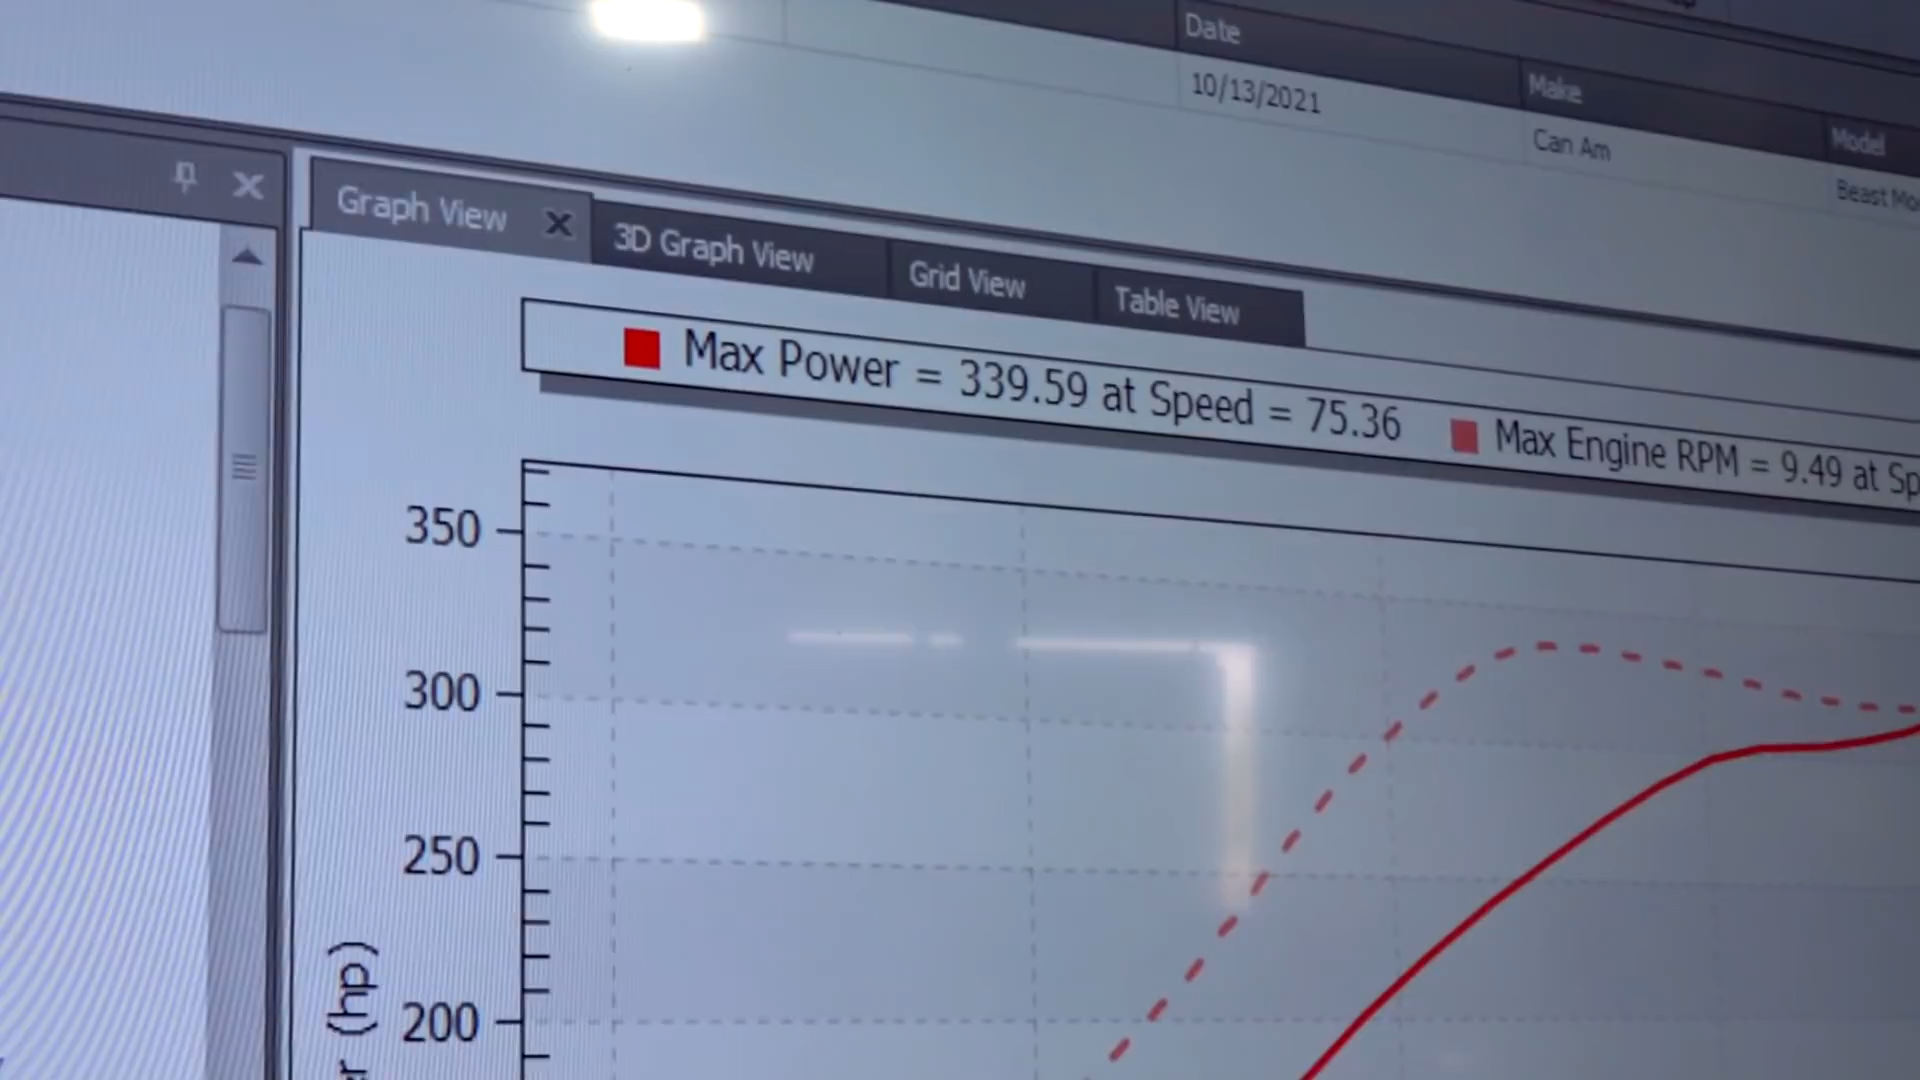 Date
Make
Model
10/13/2021
Can Am
Beast
Graph View
3D Graph View
Grid View
Table View
Max Power = 339.59 at Speed = 75.36
Max Engine RPM = 9.49 at
350
300
250
200
(hp)